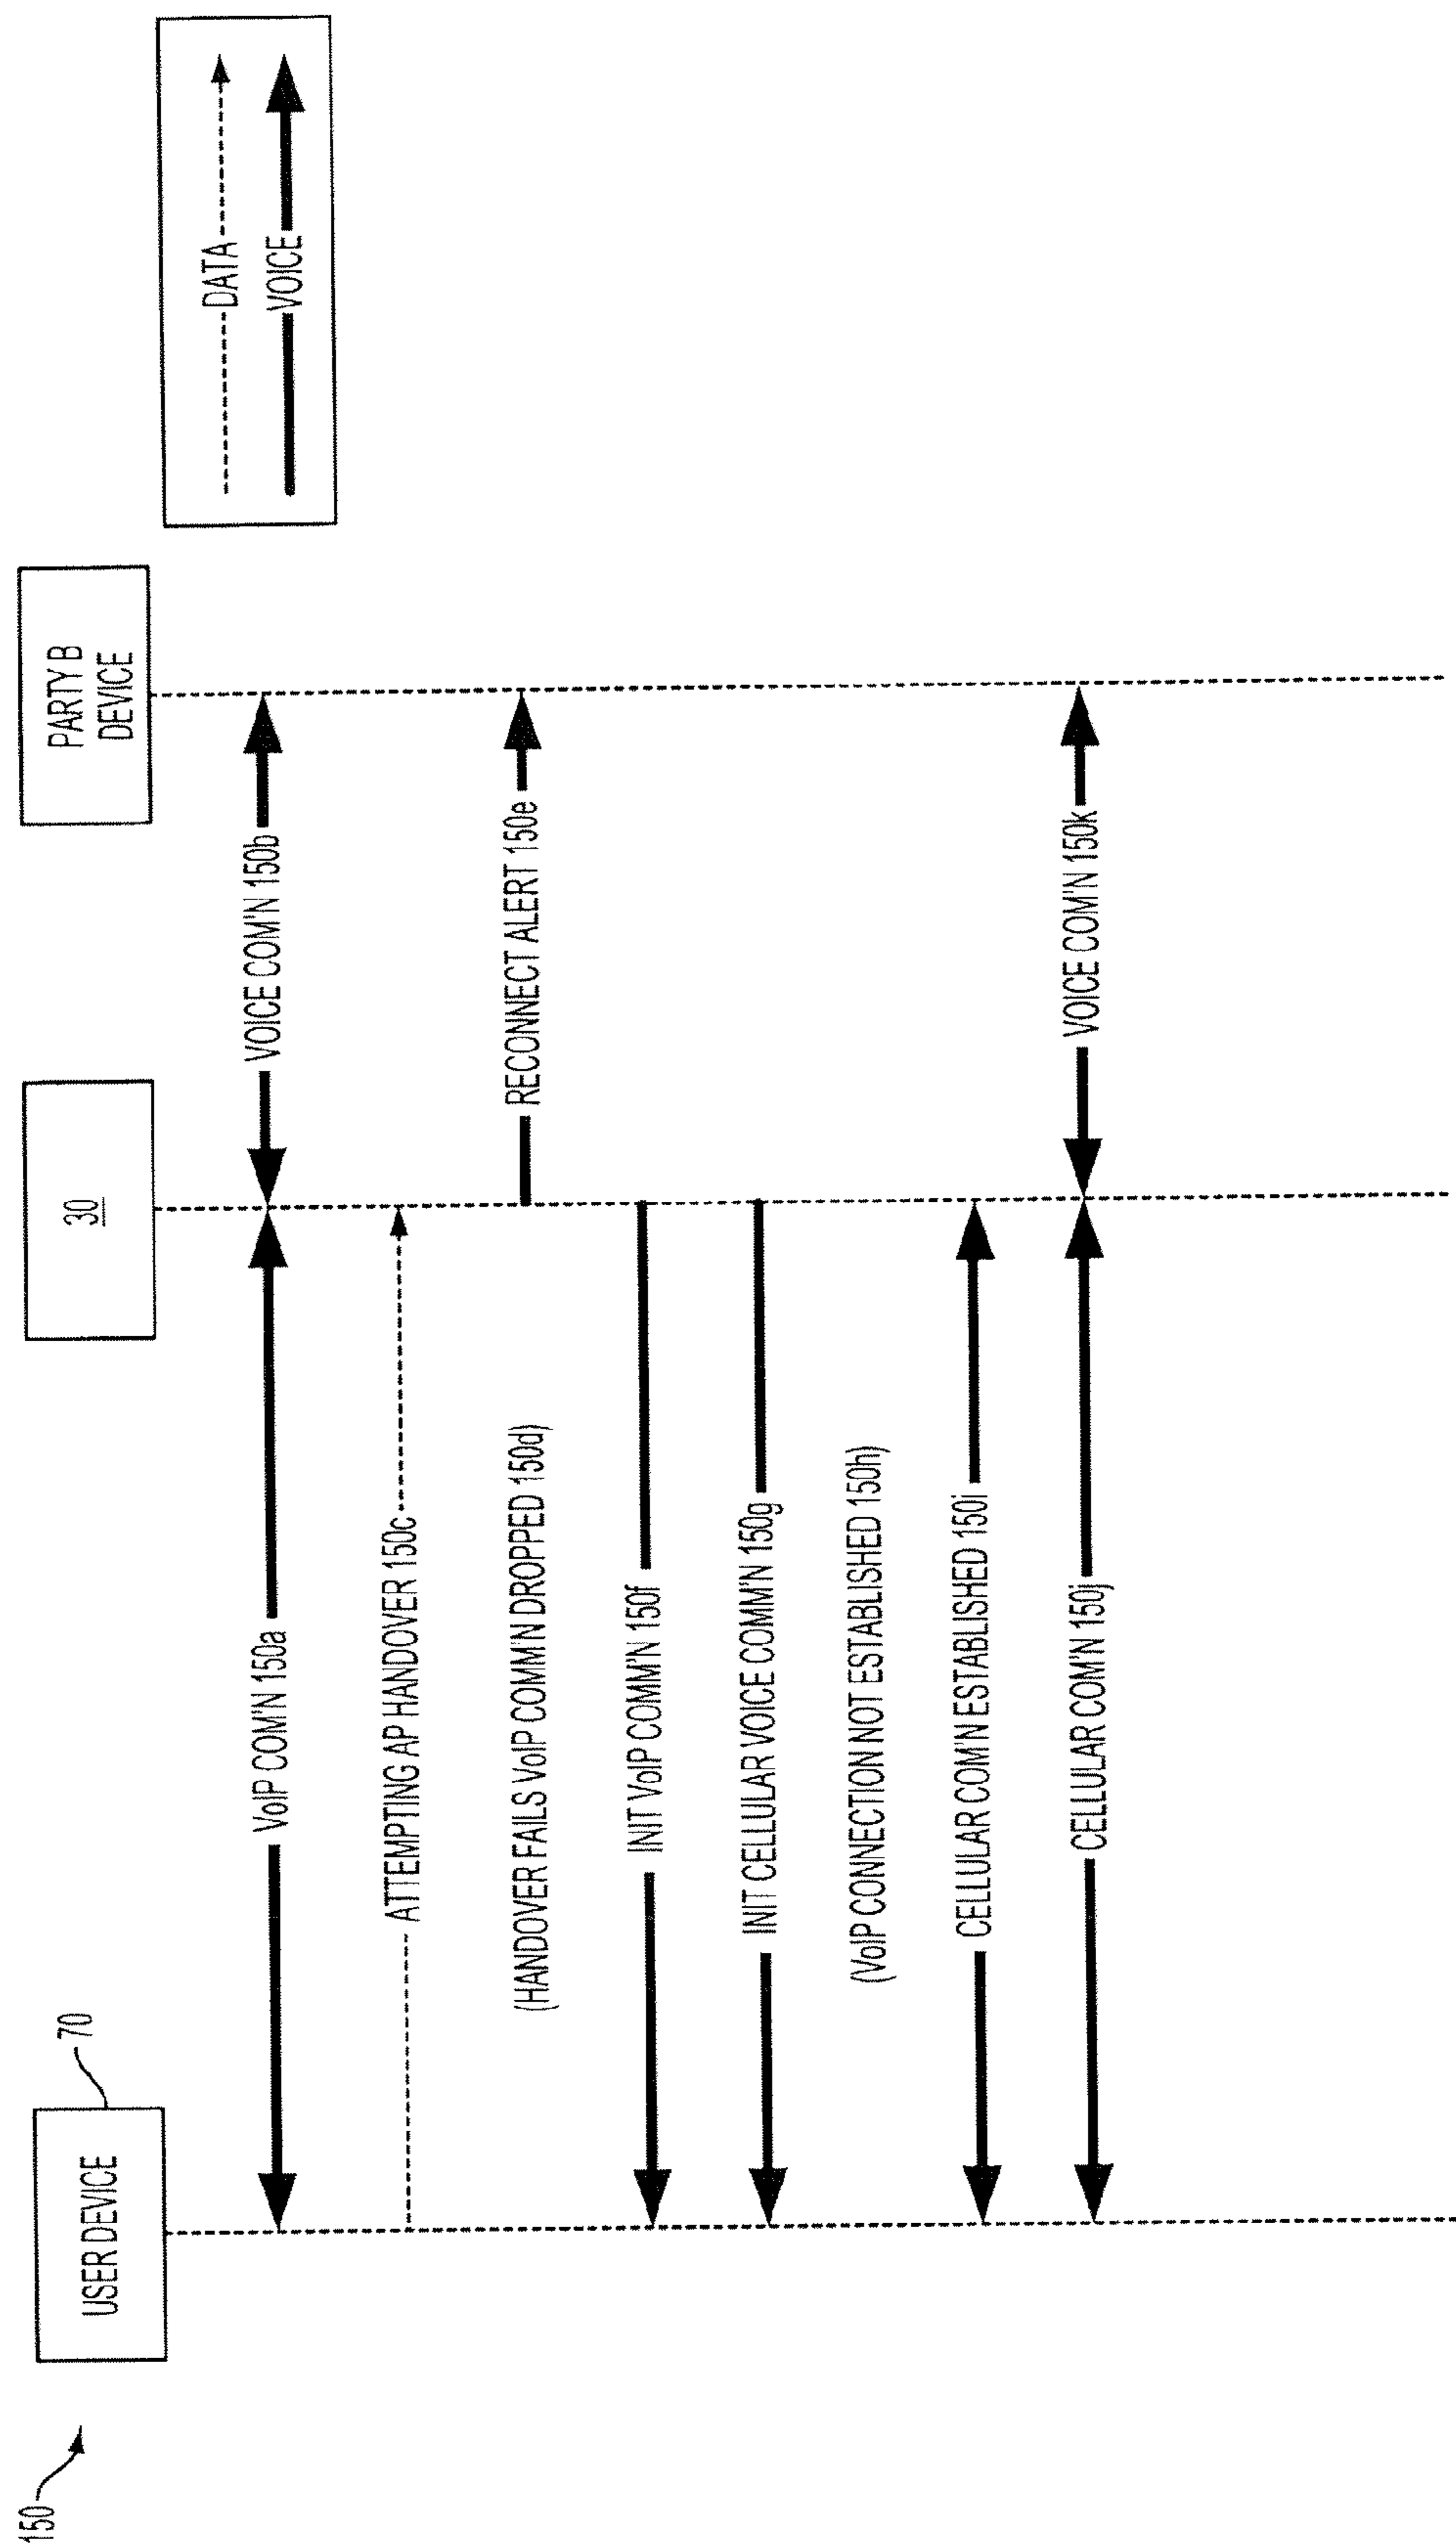 150
USER DEVICE
70
30
PARTY B
DEVICE
DATA
VOICE
VoIP COM'N 150a
VOICE COM'N 150b
ATTEMPTING AP HANDOVER 150c
(HANDOVER FAILS VoIP COMM'N DROPPED 150d)
RECONNECT ALERT 150e
INIT VoIP COMM'N 150f
INIT CELLULAR VOICE COMM'N 150g
(VoIP CONNECTION NOT ESTABLISHED 150h)
CELLULAR COM'N ESTABLISHED 150i
CELLULAR COM'N 150j
VOICE COM'N 150k